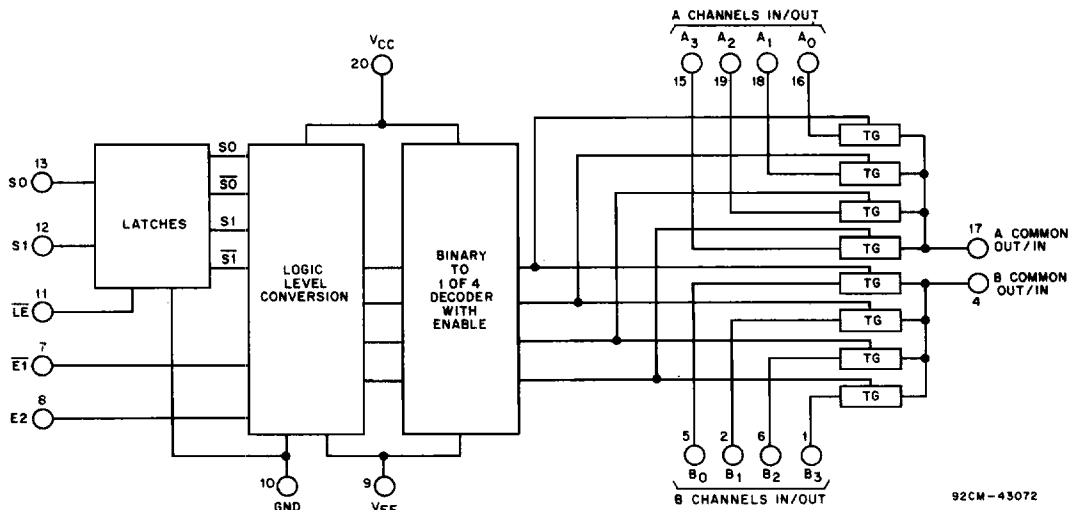 A CHANNELS IN/OUT
A3 A2 A1 A0
15 19 18 16
VCC
20
TG
TG
TG
TG
TG
TG
TG
TG
13
S0
12
S1
11
LE
7
E1
8
E2
LATCHES
S0
S0
S1
S1
LOGIC
LEVEL
CONVERSION
BINARY
TO
1 OF 4
DECODER
WITH
ENABLE
17
A COMMON
OUT/IN
B COMMON
OUT/IN
4
10
GND
9
VEE
5 2 6 1
B0 B1 B2 B3
B CHANNELS IN/OUT
92CM-43072